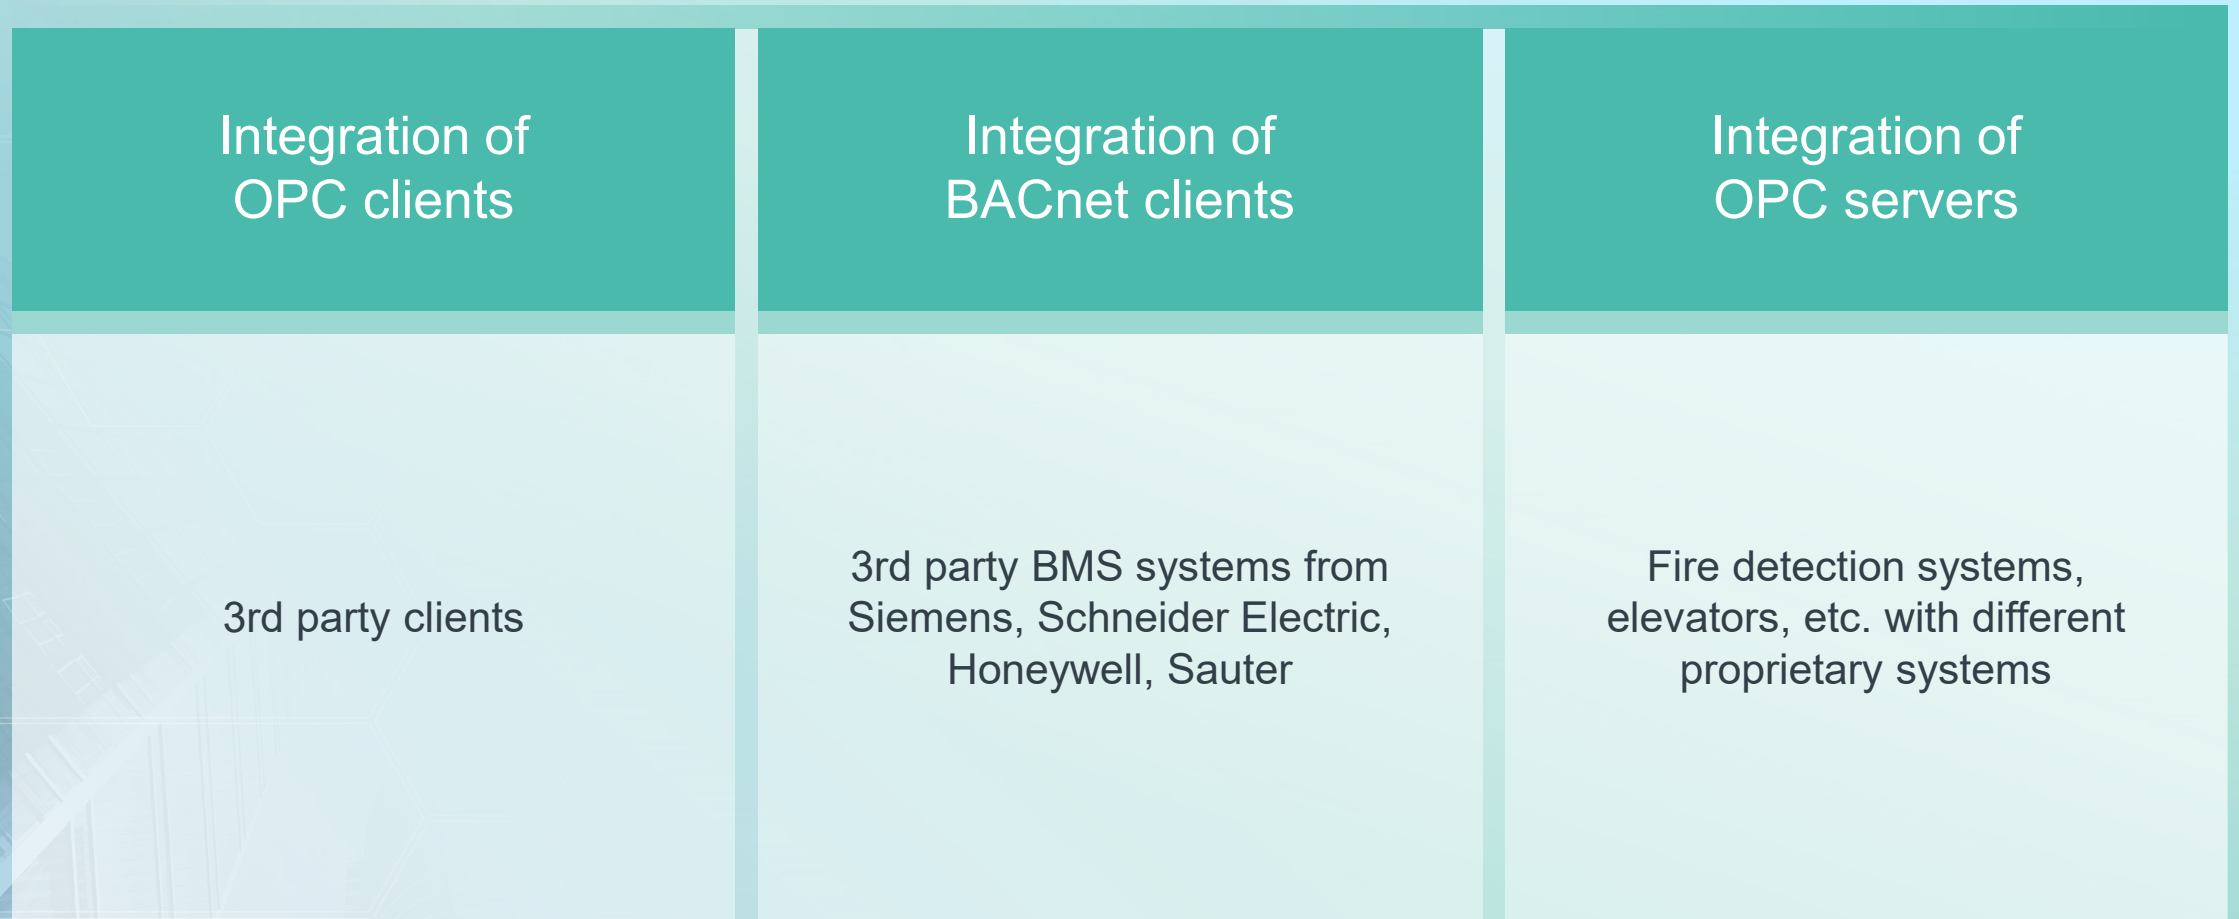 Integration of
OPC clients
Integration of
BACnet clients
Integration of
OPC servers
3rd party clients
3rd party BMS systems from
Siemens, Schneider Electric,
Honeywell, Sauter
Fire detection systems,
elevators, etc. with different
proprietary systems